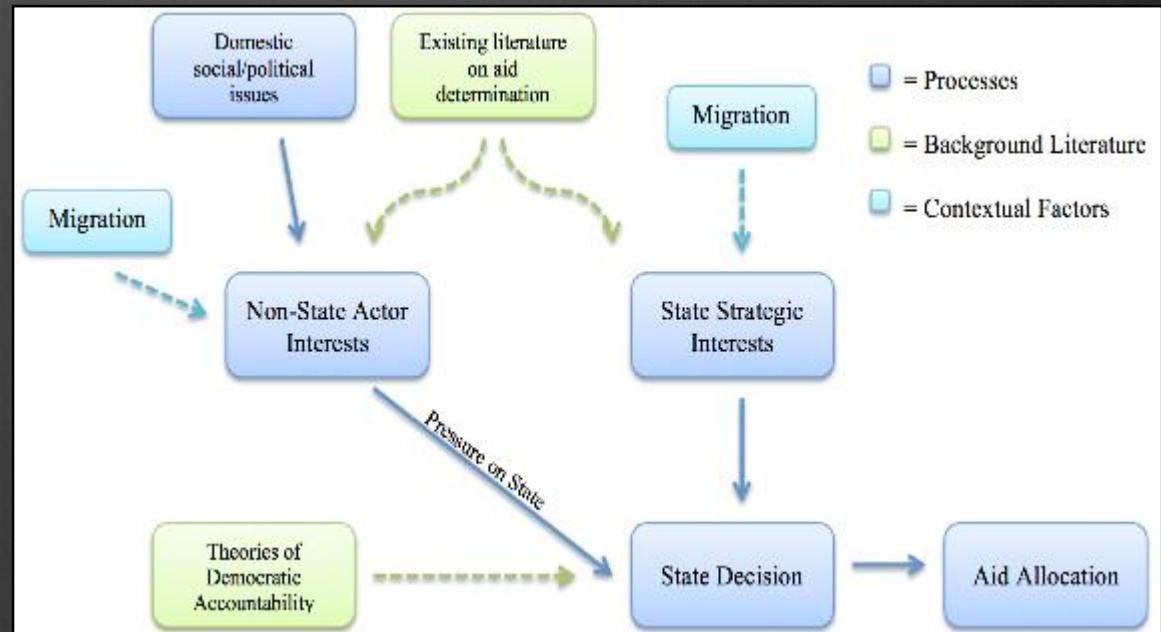 Domestic
social/political
issues
Existing literature
on aid
determination
= Processes
Migration
= Background Literature
= Contextual Factors
Migration
Non-State Actor
Interests
State Strategic
Interests
Pressure on State
Theories of
Democratic
Accountability
State Decision
Aid Allocation